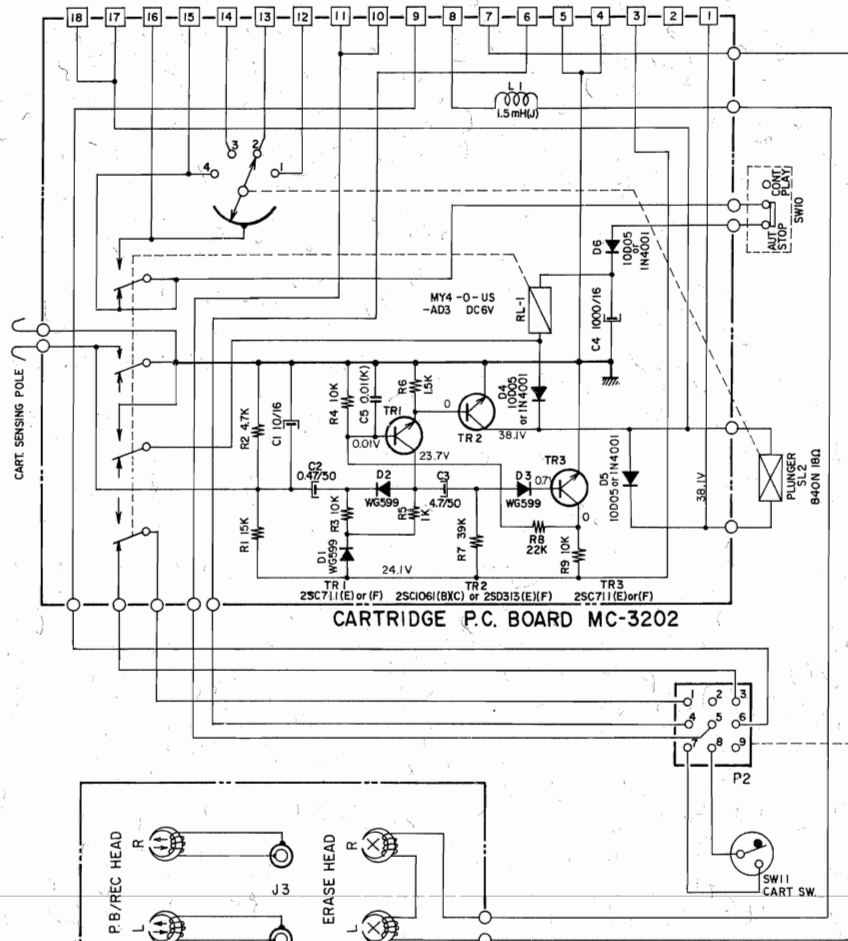 18 17 16 15 14 13 12 11 10 9 8 7 6 5 4 3 2 1
L1
1.5mH(J)
3 2
4 1
CONT
PLAY
SW10
AUT
STOP
D6
10D05
or
1N4001
MY4-0-US
-AD3 DC6V
RL-1
C4 1000/16
CART. SENSING POLE
R2 4.7K
C1 10/16
R4 10K
C5 0.01(K)
R6
1.5K
TR1
0
TR2
D4
10D05
or 1N4001
38.1V
0.01V
23.7V
TR3
D5
10D05 or 1N4001
38.1V
PLUNGER
SL2
840N 18Ω
C2
0.47/50
D2
WG599
C3
4.7/50
D3
WG599
0.7V
0
R1 15K
R3 10K
R5
1K
R7 39K
R8
22K
R9 10K
D1
WG599
24.1V
TR1
2SC711(E)or(F)
TR2
2SC1061(B)(C) or 2SD313(E)(F)
TR3
2SC711(E)or(F)
CARTRIDGE P.C. BOARD MC-3202
1 2 3
4 5 6
7 8 9
P2
SW11
CART SW.
P.B/REC HEAD
R
L
J3
ERASE HEAD
R
L